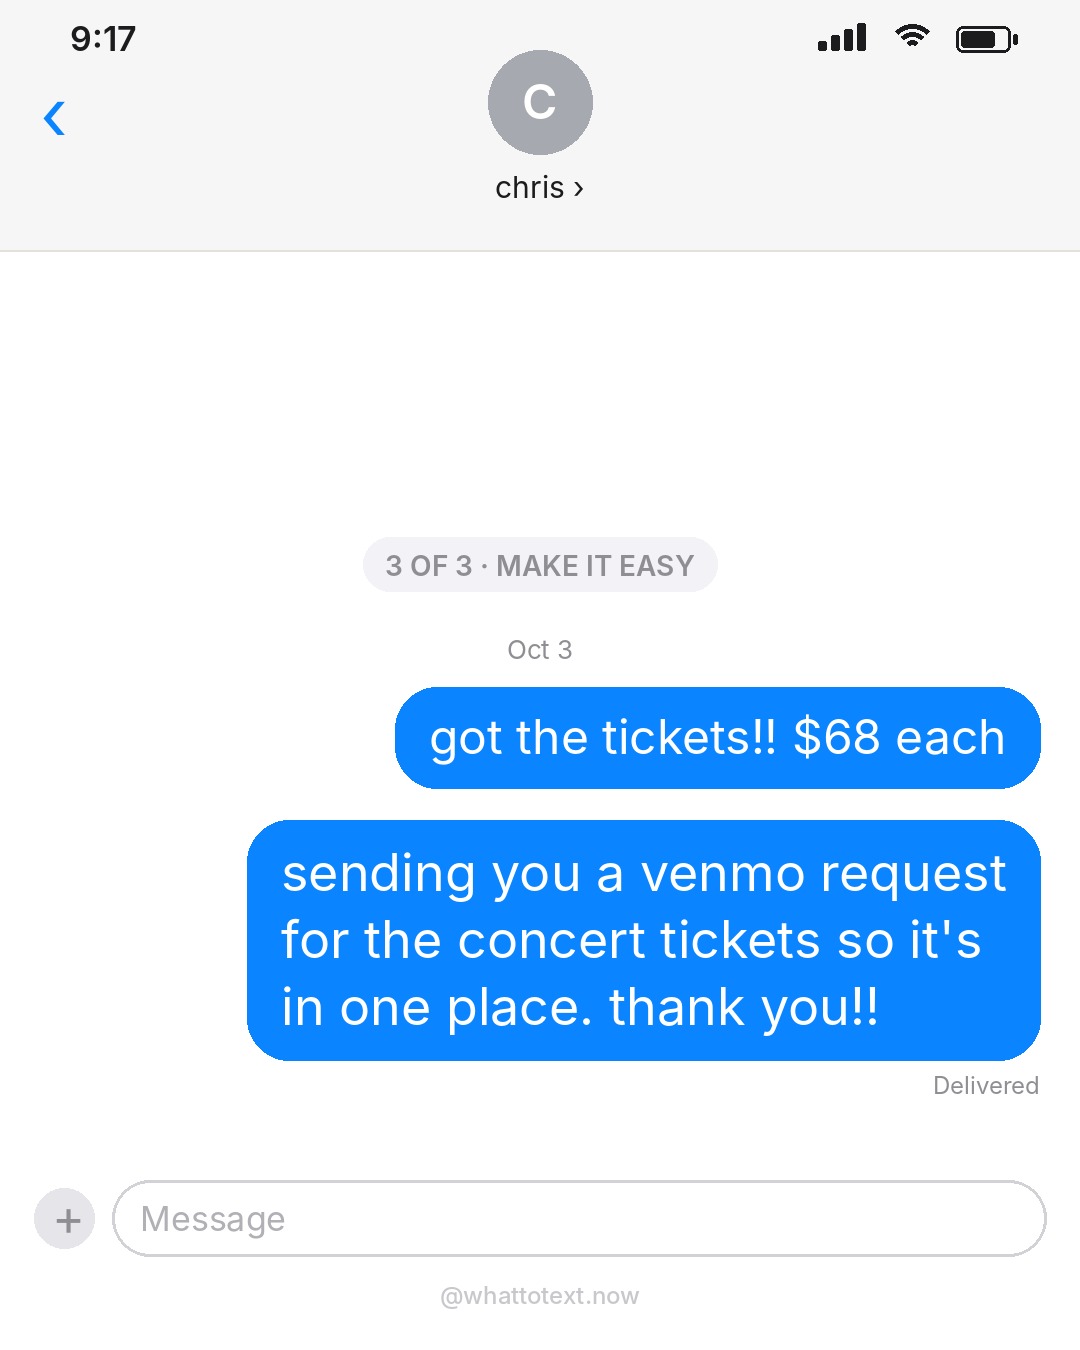 9:17
C
chris ›
3 OF 3 · MAKE IT EASY
Oct 3
got the tickets!! $68 each
sending you a venmo request
for the concert tickets so it's
in one place. thank you!!
Delivered
Message
@whattotext.now